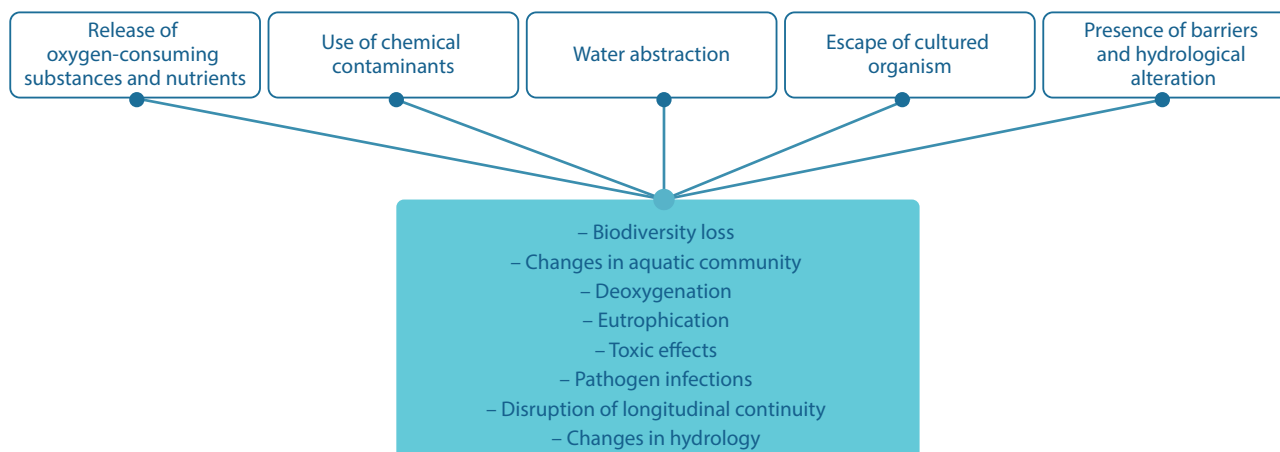 Release of
oxygen-consuming
substances and nutrients
Use of chemical
contaminants
Water abstraction
Escape of cultured
organism
Presence of barriers
and hydrological
alteration
– Biodiversity loss
– Changes in aquatic community
– Deoxygenation
– Eutrophication
– Toxic effects
– Pathogen infections
– Disruption of longitudinal continuity
– Changes in hydrology